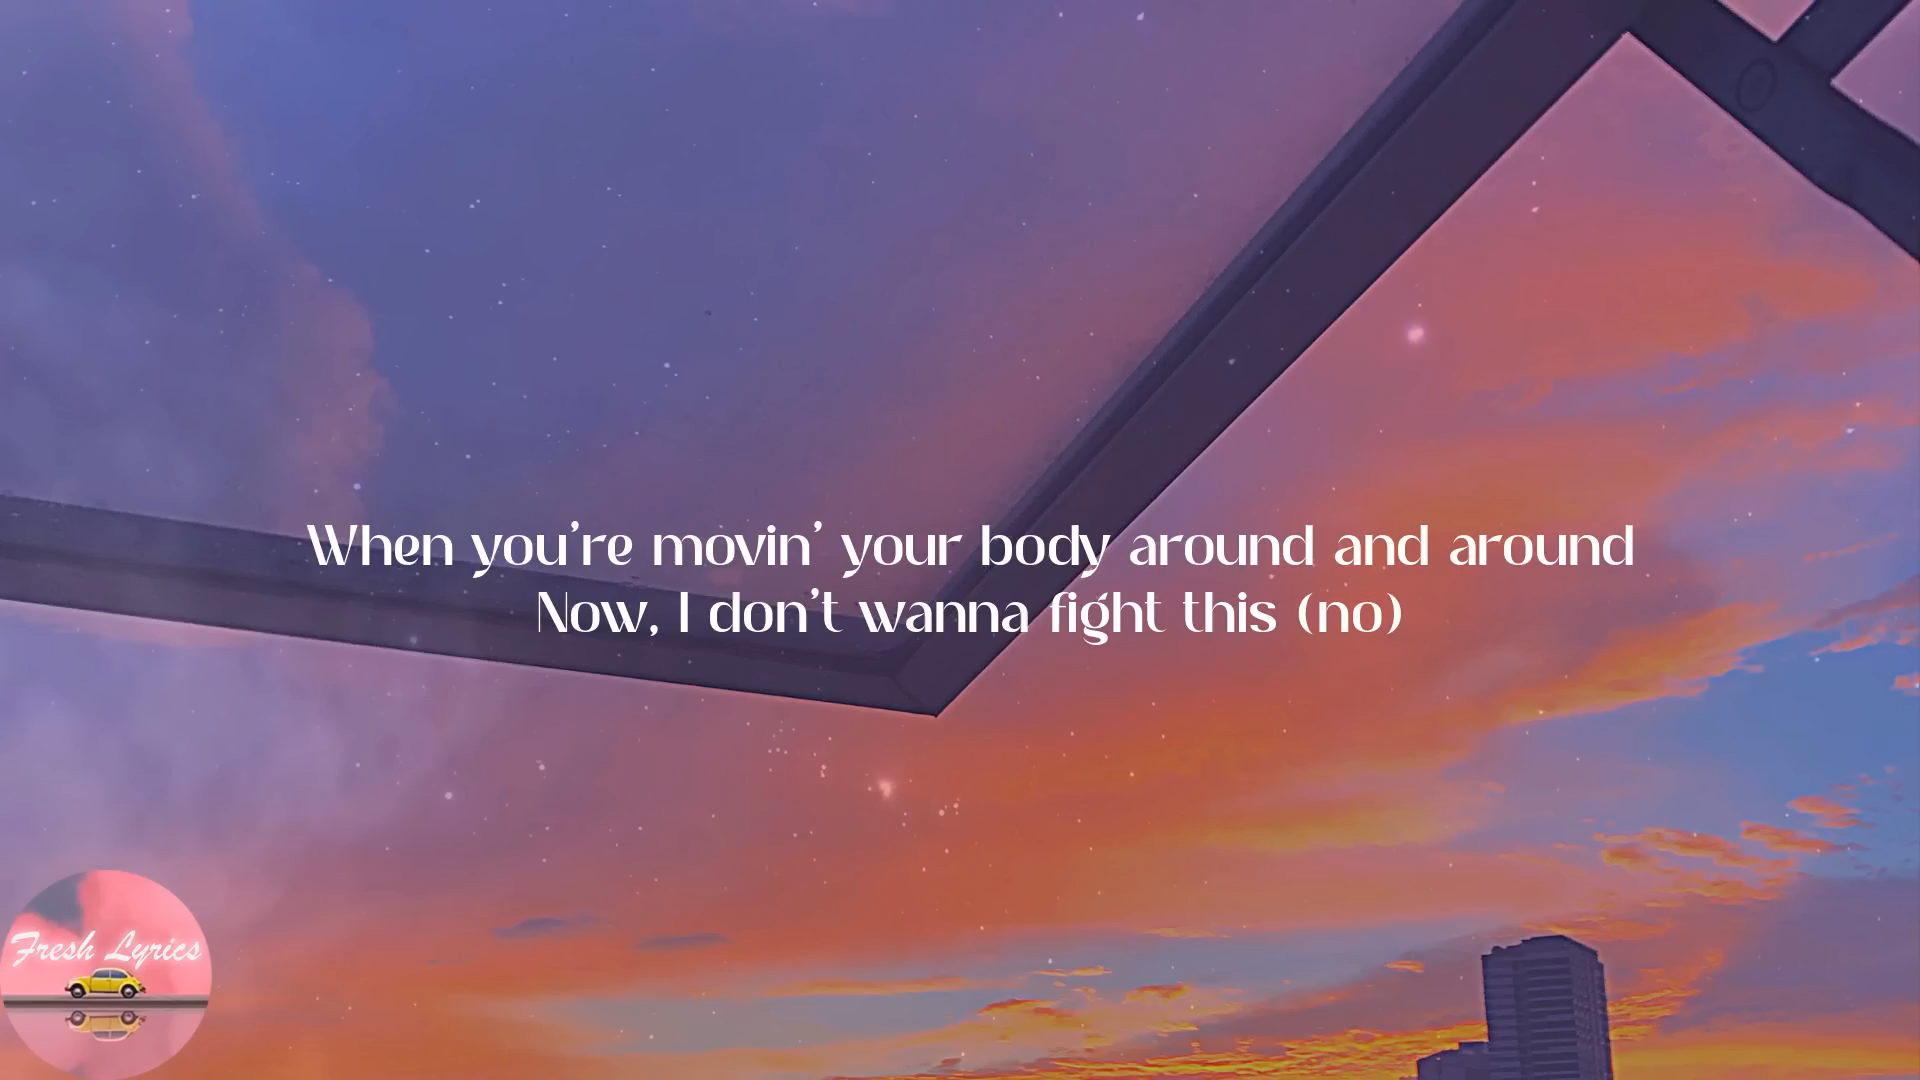 When you're movin' your body around and around
Now, I don't wanna fight this (no)
Fresh Lyrics